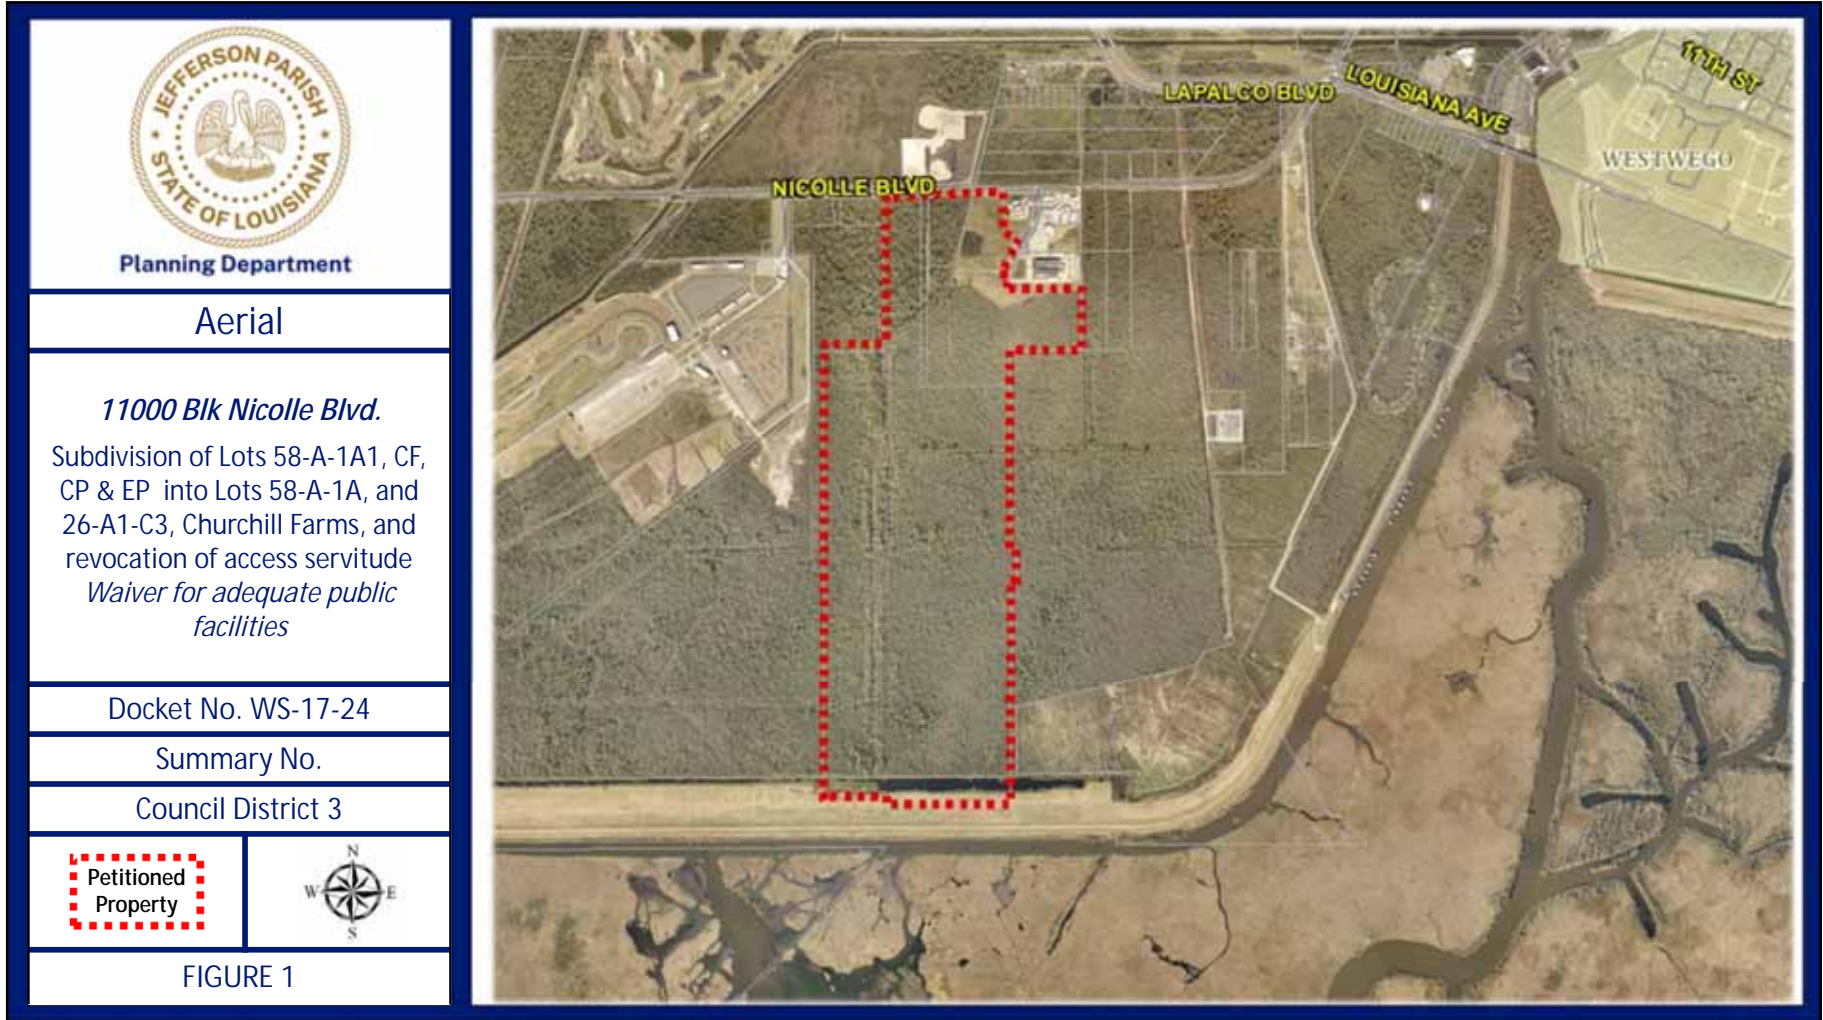 JEFFERSON PARISH
STATE OF LOUISIANA
Planning Department
Aerial
11000 Blk Nicolle Blvd.
Subdivision of Lots 58-A-1A1, CF,
CP & EP into Lots 58-A-1A, and
26-A1-C3, Churchill Farms, and
revocation of access servitude
Waiver for adequate public
facilities
Docket No. WS-17-24
Summary No.
Council District 3
Petitioned
Property
N
W E
S
FIGURE 1
11TH ST
LOUISIANA AVE
LAPALCO BLVD
WESTWEGO
NICOLLE BLVD